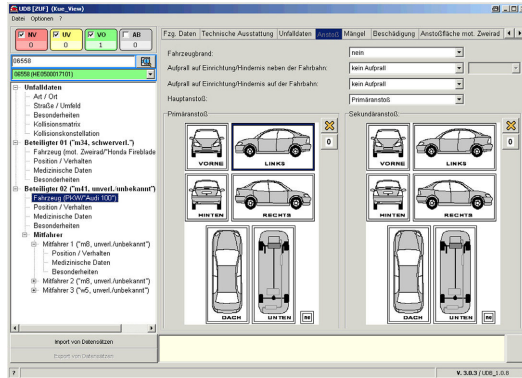 UDB [ZUF] (Kue_View)
Datei Optionen ?
NV UV VO AB
0 0 1 0
06558
06558 (HE0500017101)
Unfalldaten
Art / Ort
Straße / Umfeld
Besonderheiten
Kollisionsmatrix
Kollisionskonstellation
Beteiligter 01 ("m34, schwerverl.")
Fahrzeug (mot. Zweirad/"Honda Fireblade
Position / Verhalten
Medizinische Daten
Besonderheiten
Beteiligter 02 ("m41, unverl./unbekannt")
Fahrzeug (PKW/"Audi 100")
Position / Verhalten
Medizinische Daten
Besonderheiten
Mitfahrer
Mitfahrer 1 ("m8, unverl./unbekannt")
Position / Verhalten
Medizinische Daten
Besonderheiten
Mitfahrer 2 ("m8, unverl./unbekannt")
Mitfahrer 3 ("w5, unverl./unbekannt")
Import von Datensätzen
Export von Datensätzen
Fzg. Daten Technische Ausstattung Unfalldaten Anstoß Mängel Beschädigung Anstoßfläche mot. Zweirad
Fahrzeugbrand: nein
Aufprall auf Einrichtung/Hindernis neben der Fahrbahn: kein Aufprall
Aufprall auf Einrichtung/Hindernis auf der Fahrbahn: kein Aufprall
Hauptanstoß: Primäranstoß
Primäranstoß:
VORNE LINKS
0
HINTEN RECHTS
DACH UNTEN nu
Sekundäranstoß:
VORNE LINKS
0
HINTEN RECHTS
DACH UNTEN nu
? V. 3.0.3 / UDB_1.0.8